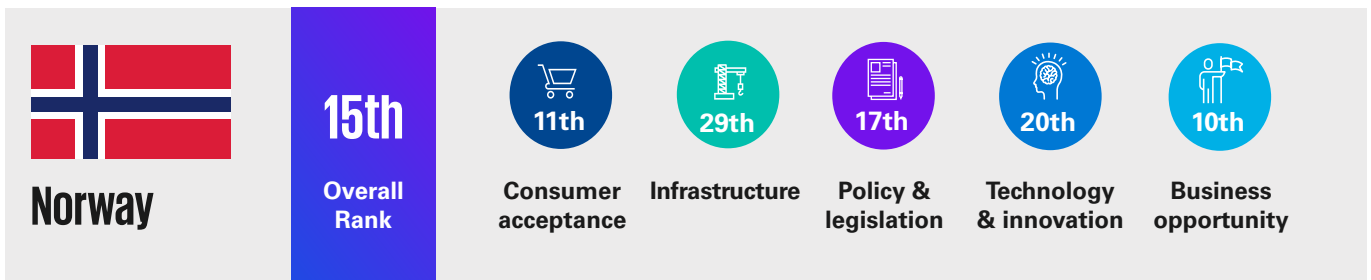 Norway
15th
Overall
Rank
11th
Consumer
acceptance
29th
Infrastructure
17th
Policy &
legislation
20th
Technology
& innovation
10th
Business
opportunity